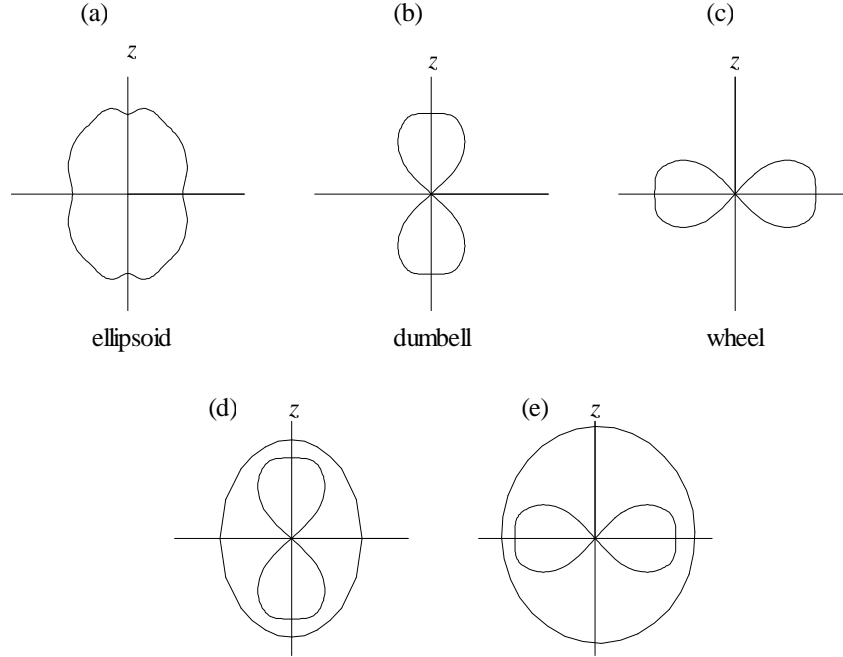 (a) (b) (c)
z z z
ellipsoid dumbell wheel
(d) (e)
z z